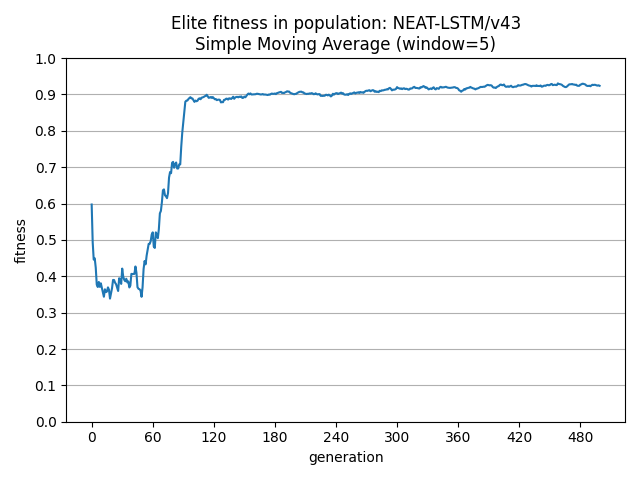 Elite fitness in population: NEAT-LSTM/v43
Simple Moving Average (window=5)
1.0
0.9
0.8
0.7
0.6
0.5
0.4
0.3
0.2
0.1
0.0
fitness
0 60 120 180 240 300 360 420 480
generation